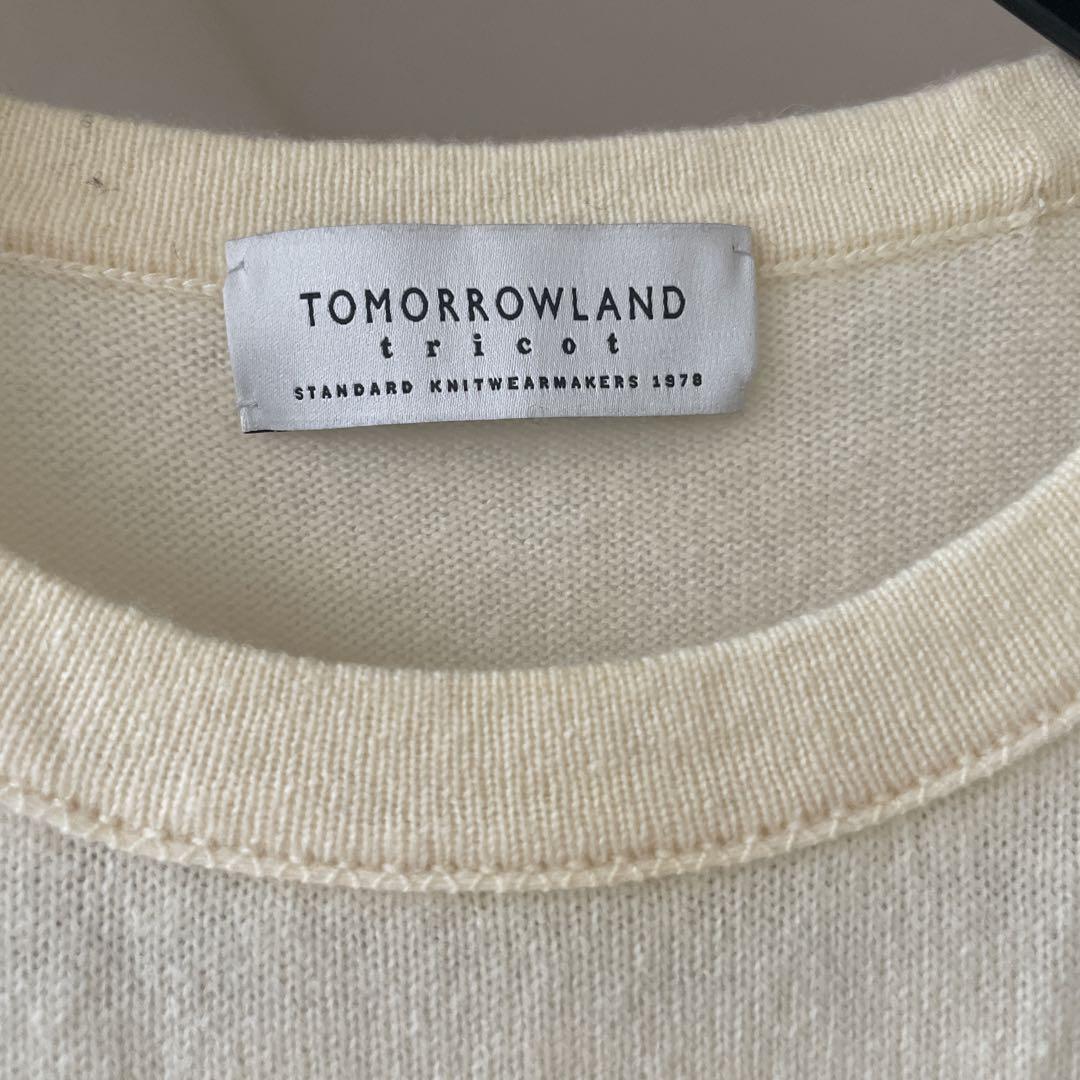 TOMORROWLAND
tricot
STANDARD KNITWEARMAKERS 1978